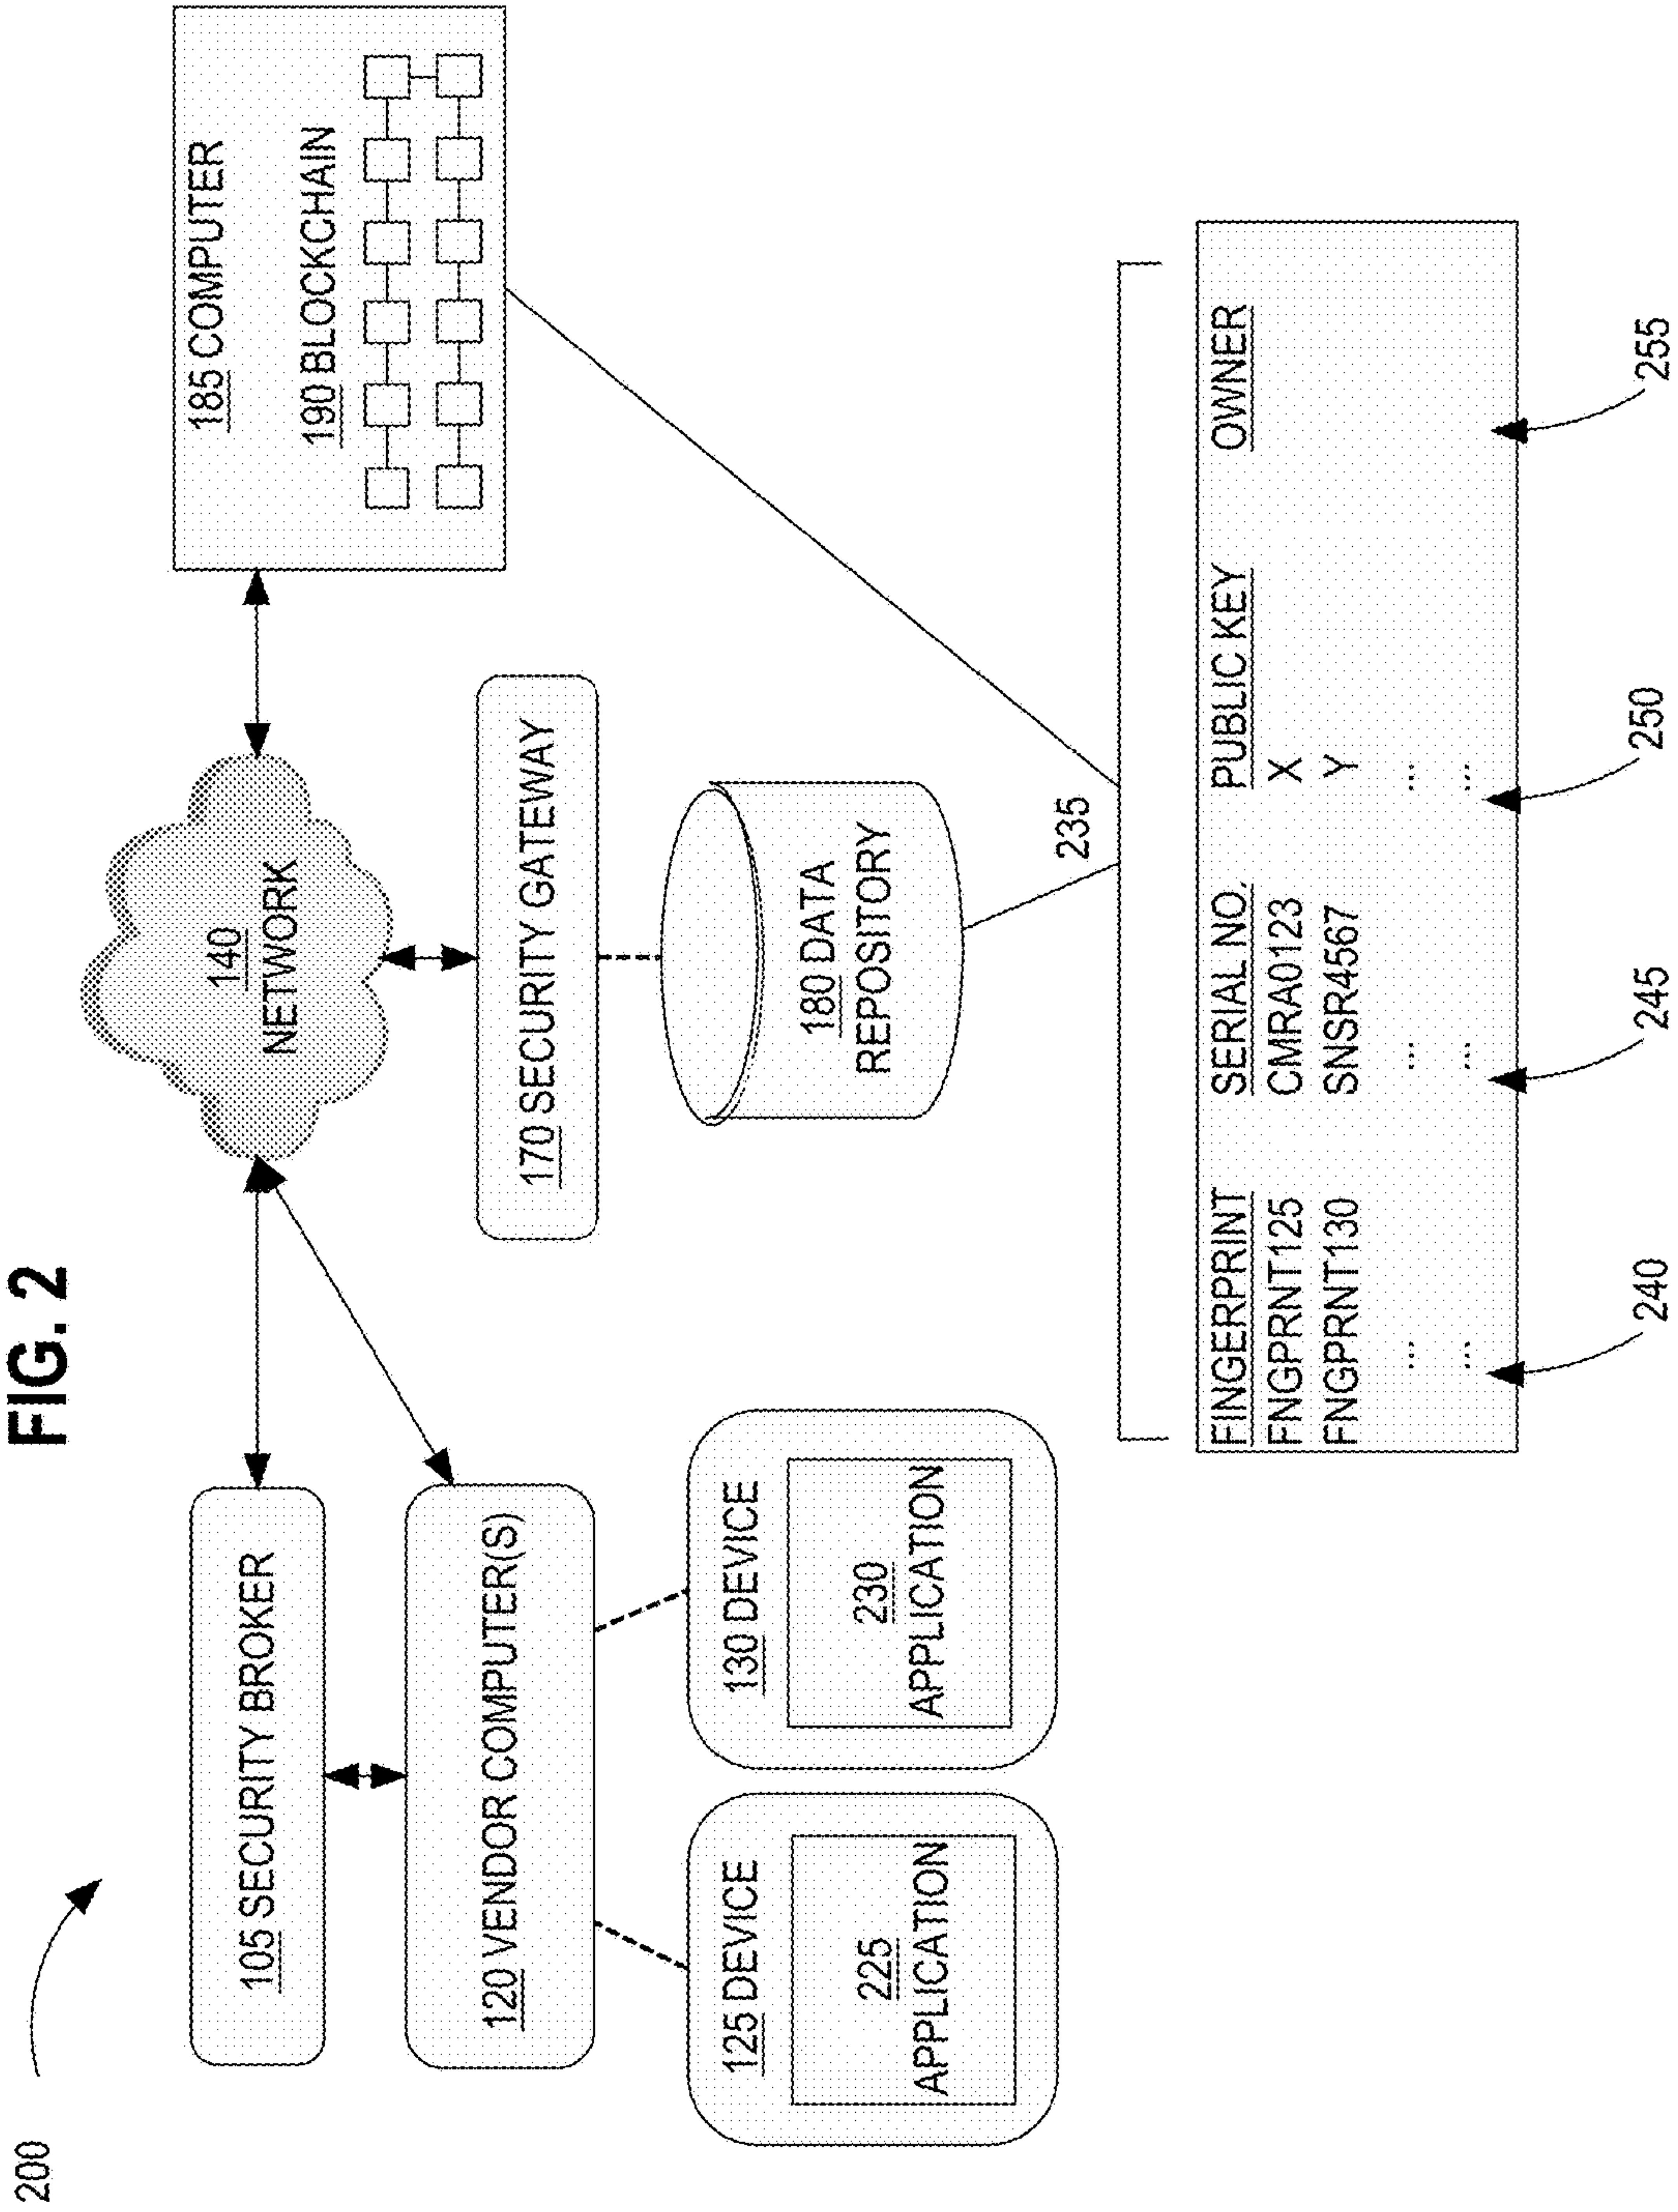 FIG. 2
200
105 SECURITY BROKER
120 VENDOR COMPUTER(S)
125 DEVICE
225
APPLICATION
130 DEVICE
230
APPLICATION
140
NETWORK
170 SECURITY GATEWAY
180 DATA
REPOSITORY
185 COMPUTER
190 BLOCKCHAIN
235
FINGERPRINT SERIAL NO. PUBLIC KEY OWNER
FNGPRNT125 CMRA0123 X
FNGPRNT130 SNSR4567 Y
... ... ...
... ... ...
240 245 250 255